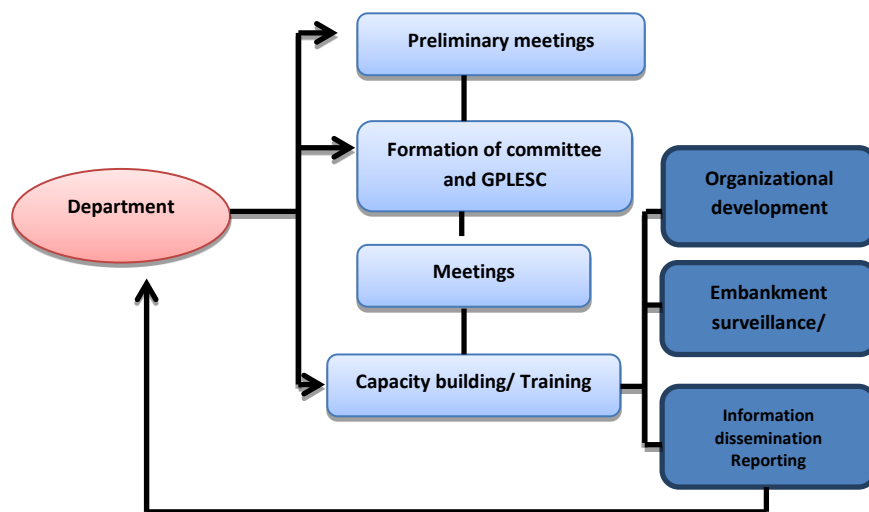 Preliminary meetings
Formation of committee
and GPLESC
Department
Meetings
Capacity building/ Training
Organizational
development
Embankment
surveillance/
Information
dissemination
Reporting